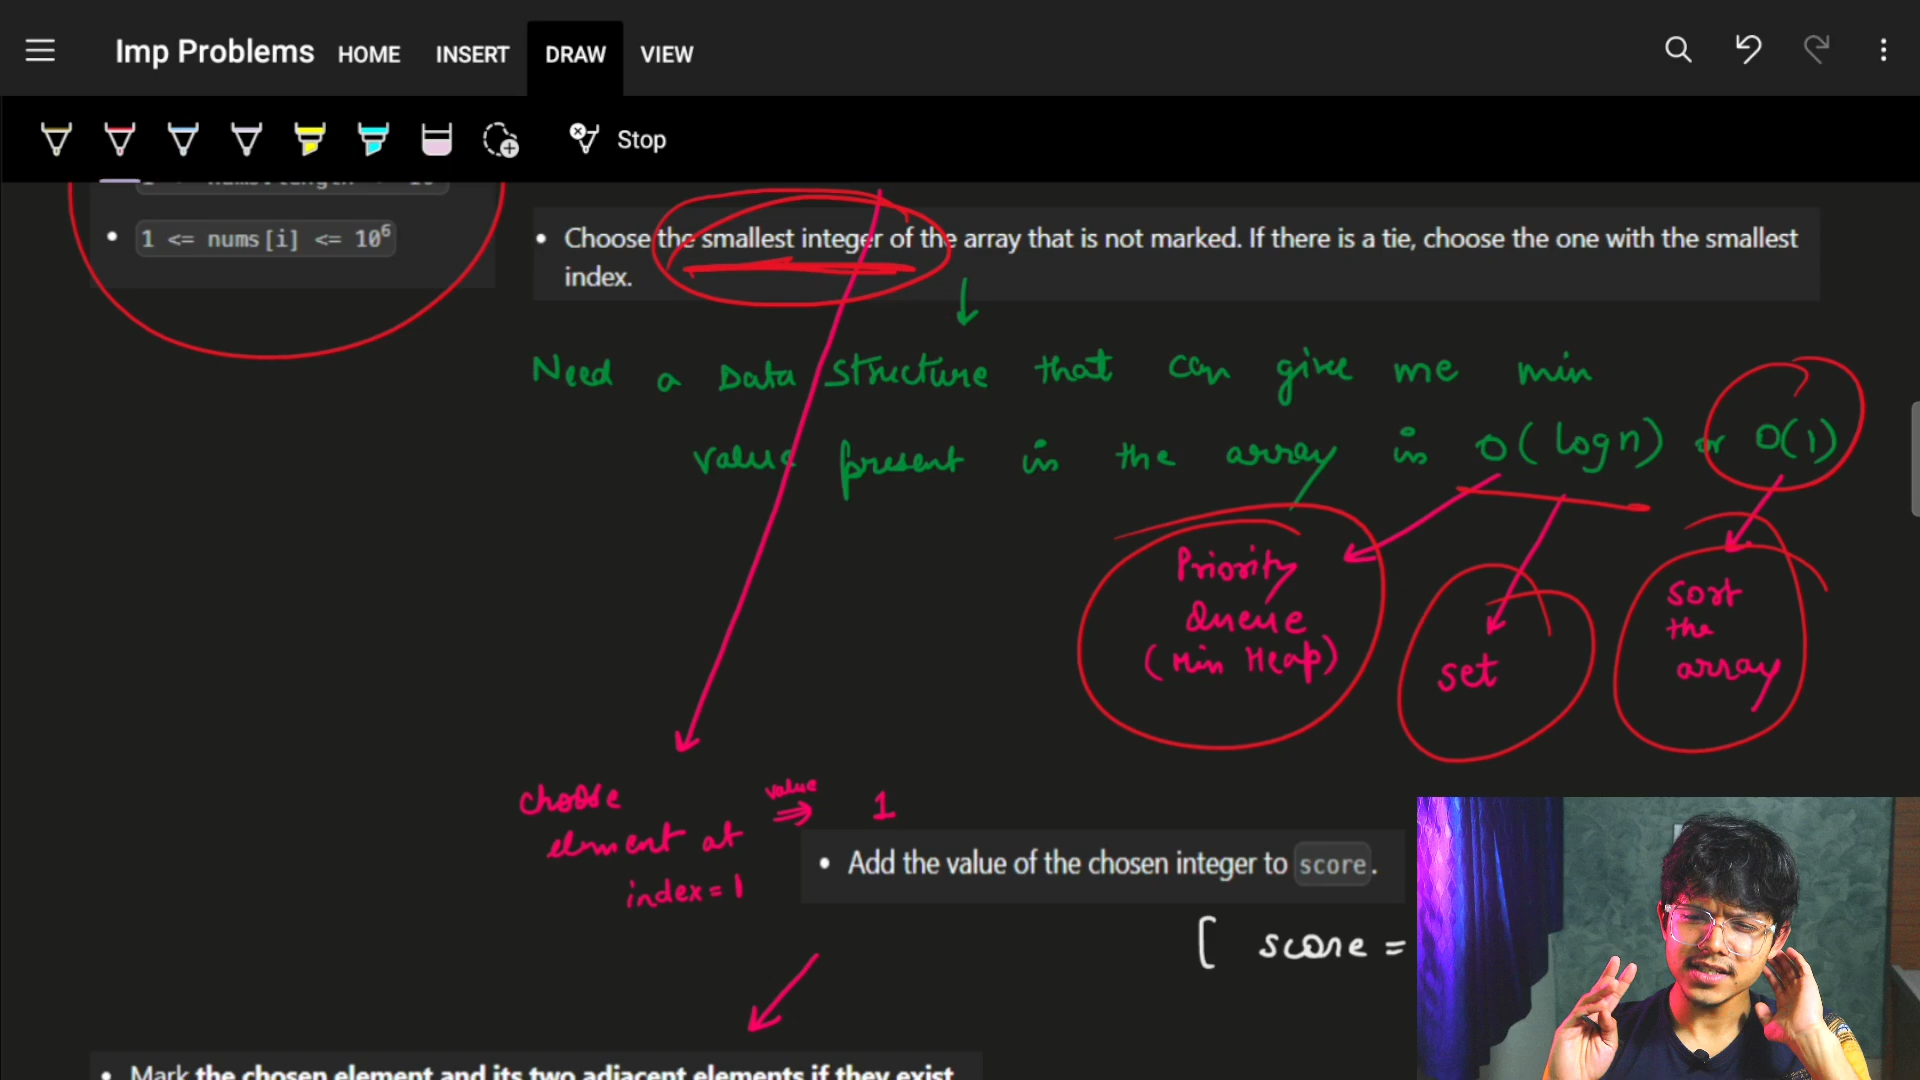 Imp Problems HOME INSERT DRAW VIEW
Stop
1 <= nums[i] <= 10⁶
• Choose the smallest integer of the array that is not marked. If there is a tie, choose the one with the smallest
index.
Need a Data Structure that can give me min
value present in the array in O(logn) or O(1)
Priority
Queue
(Min Heap)
set
sort
the
array
choose
element at
index = 1
value
⇒ 1
• Add the value of the chosen integer to score.
[ score =
• Mark the chosen element and its two adjacent elements if they exist